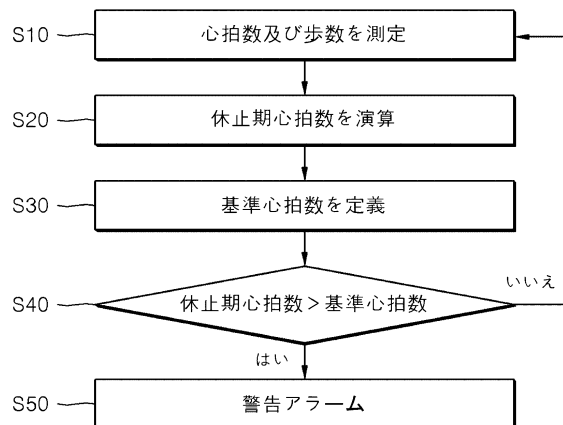 S10 心拍数及び歩数を測定
S20 休止期心拍数を演算
S30 基準心拍数を定義
いいえ
S40 休止期心拍数>基準心拍数
はい
S50 警告アラーム